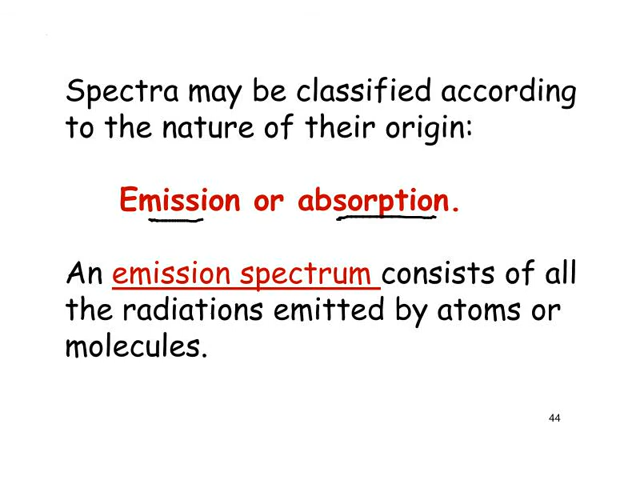 Spectra may be classified according
to the nature of their origin:
Emission or absorption.
An emission spectrum consists of all
the radiations emitted by atoms or
molecules.
44